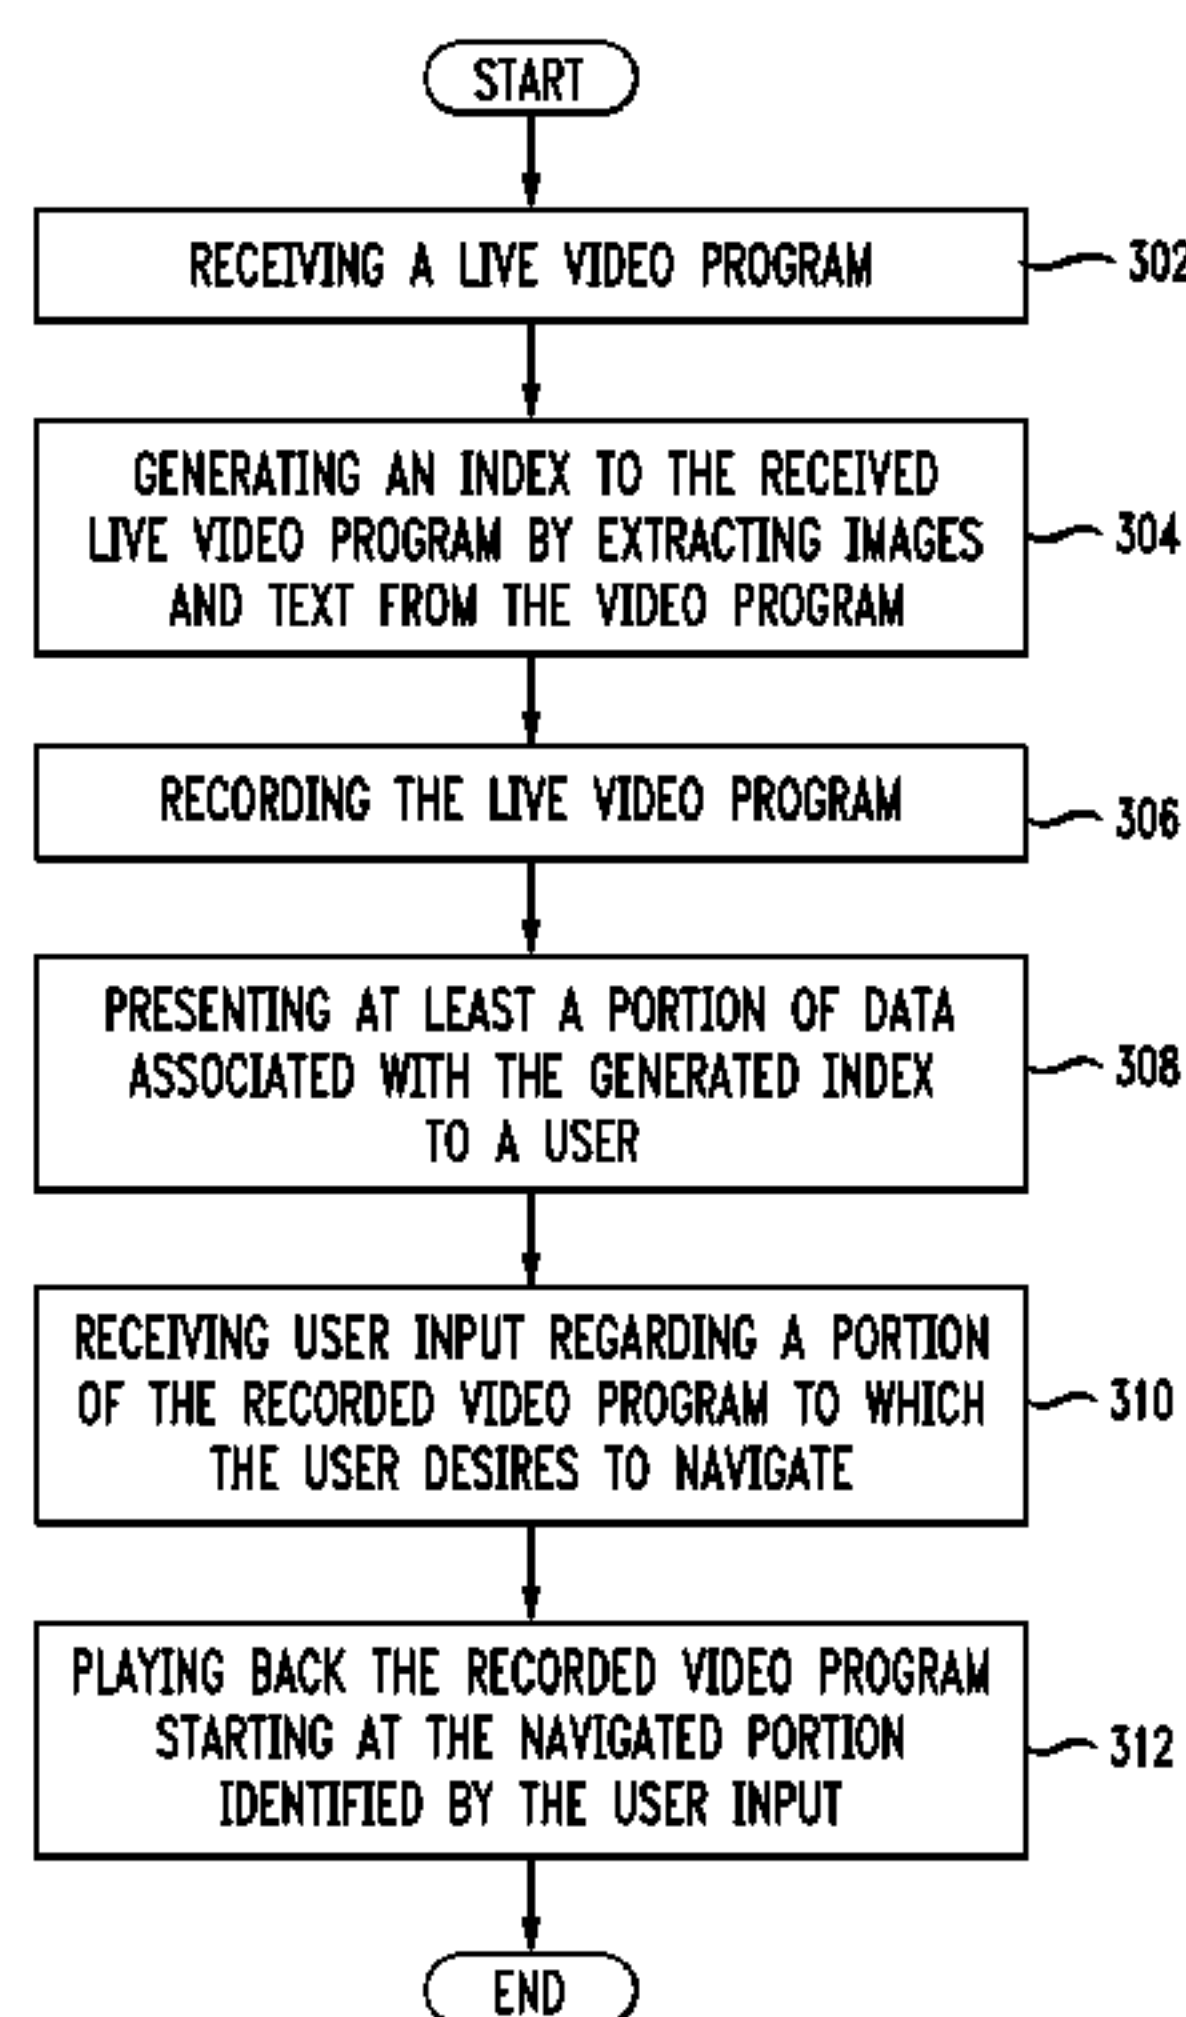 START
RECEIVING A LIVE VIDEO PROGRAM
302
GENERATING AN INDEX TO THE RECEIVED
LIVE VIDEO PROGRAM BY EXTRACTING IMAGES
AND TEXT FROM THE VIDEO PROGRAM
304
RECORDING THE LIVE VIDEO PROGRAM
306
PRESENTING AT LEAST A PORTION OF DATA
ASSOCIATED WITH THE GENERATED INDEX
TO A USER
308
RECEIVING USER INPUT REGARDING A PORTION
OF THE RECORDED VIDEO PROGRAM TO WHICH
THE USER DESIRES TO NAVIGATE
310
PLAYING BACK THE RECORDED VIDEO PROGRAM
STARTING AT THE NAVIGATED PORTION
IDENTIFIED BY THE USER INPUT
312
END